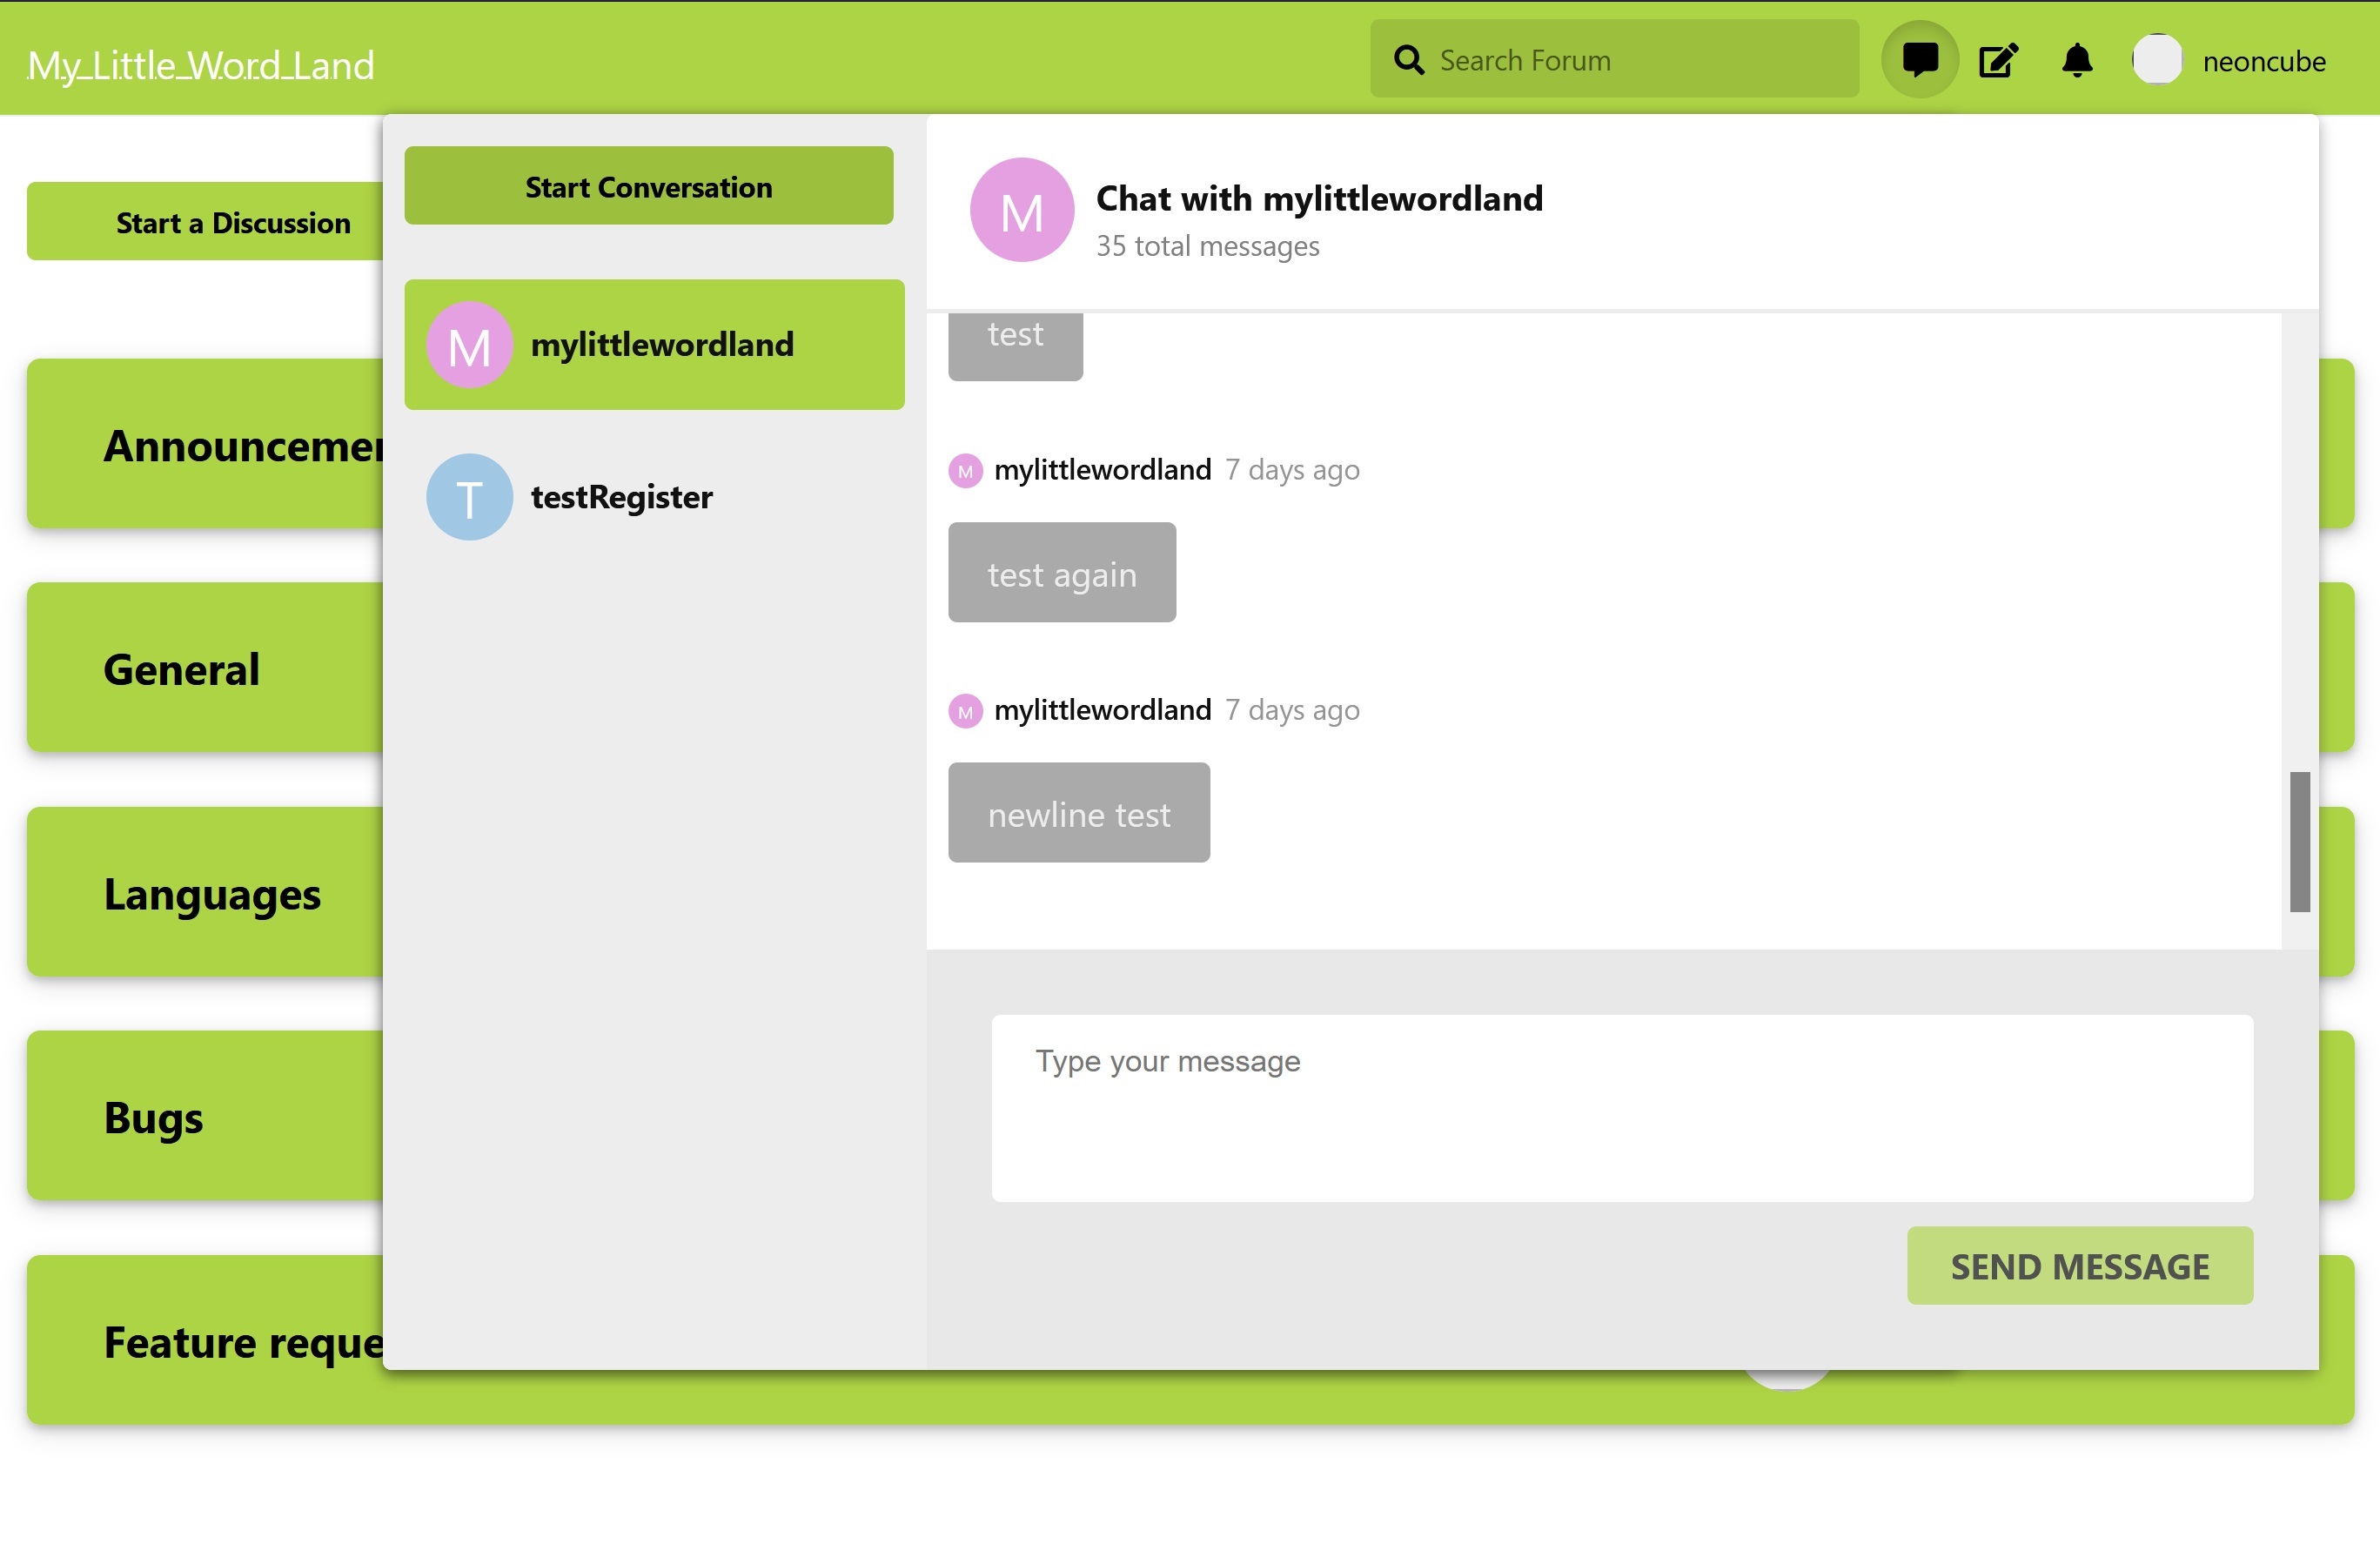 My_Little_Word_Land
Search Forum
neoncube
Start a Discussion
Announcemen
General
Languages
Bugs
Feature reque
Start Conversation
M mylittlewordland
T testRegister
M
Chat with mylittlewordland
35 total messages
test
M mylittlewordland 7 days ago
test again
M mylittlewordland 7 days ago
newline test
Type your message
SEND MESSAGE